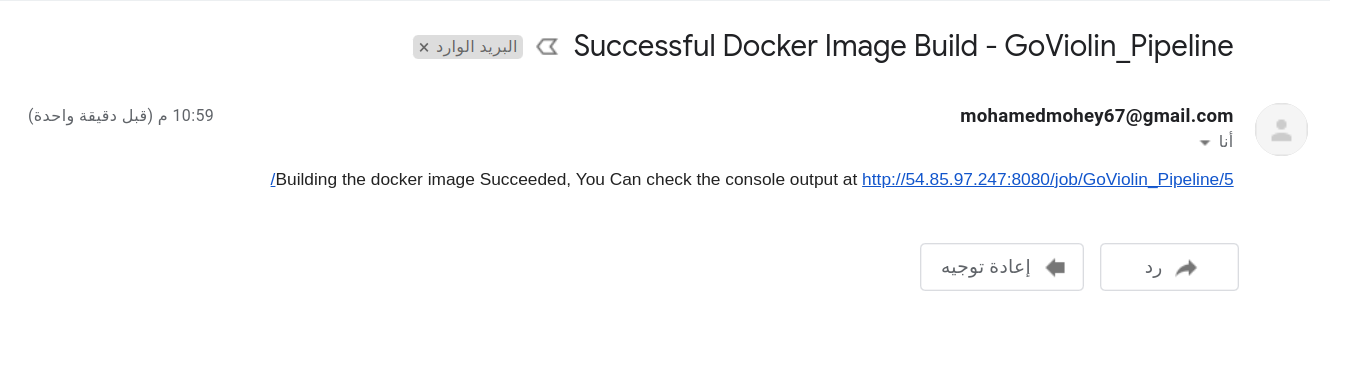 Successful Docker Image Build - GoViolin_Pipeline
البريد الوارد ×
mohamedmohey67@gmail.com
10:59 م (قبل دقيقة واحدة)
أنا
Building the docker image Succeeded, You Can check the console output at http://54.85.97.247:8080/job/GoViolin_Pipeline/5/
رد
إعادة توجيه